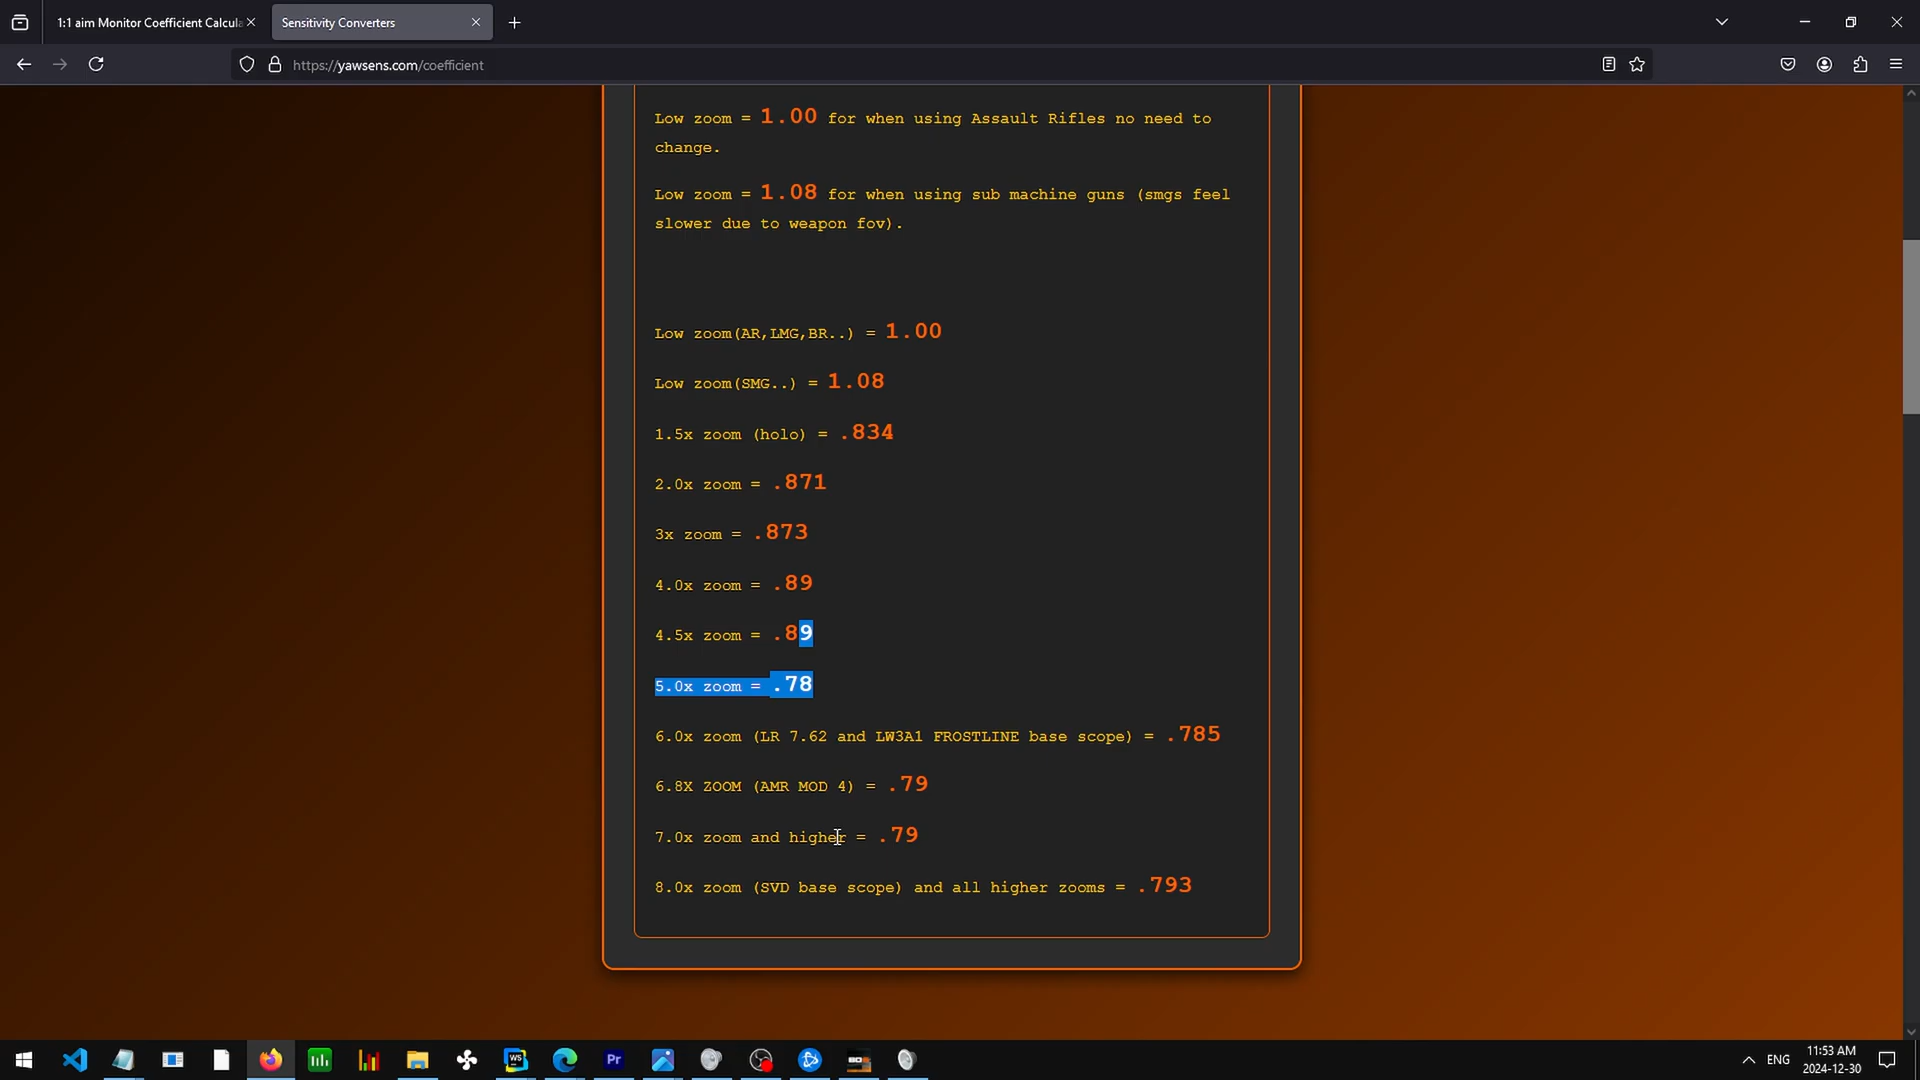 1:1 aim Monitor Coefficient Calcula
Sensitivity Converters
https://yawsens.com/coefficient
Low zoom = 1.00 for when using Assault Rifles no need to
change.
Low zoom = 1.08 for when using sub machine guns (smgs feel
slower due to weapon fov).
Low zoom(AR,LMG,BR..) = 1.00
Low zoom(SMG..) = 1.08
1.5x zoom (holo) = .834
2.0x zoom = .871
3x zoom = .873
4.0x zoom = .89
4.5x zoom = .89
5.0x zoom = .78
6.0x zoom (LR 7.62 and LW3A1 FROSTLINE base scope) = .785
6.8X ZOOM (AMR MOD 4) = .79
7.0x zoom and higher = .79
8.0x zoom (SVD base scope) and all higher zooms = .793
WS
Pr
ENG
11:53 AM
2024-12-30